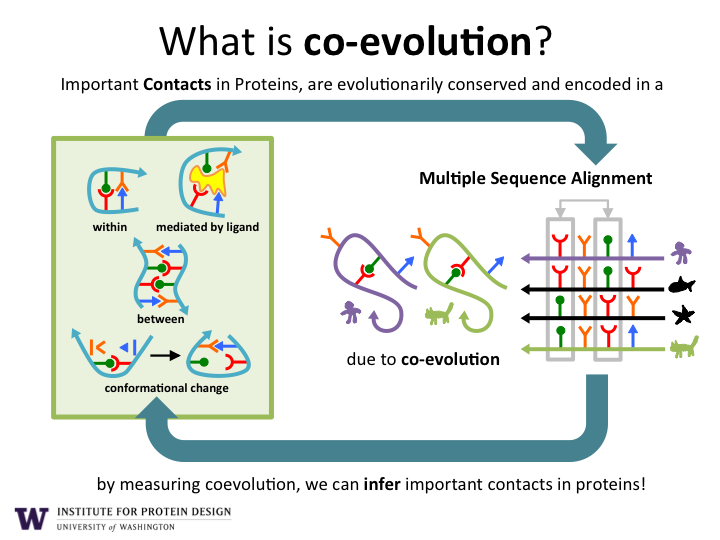 What is co-evolution?
Important Contacts in Proteins, are evolutionarily conserved and encoded in a
Multiple Sequence Alignment
within
mediated by ligand
between
conformational change
due to co-evolution
by measuring coevolution, we can infer important contacts in proteins!
W INSTITUTE FOR PROTEIN DESIGN
UNIVERSITY of WASHINGTON